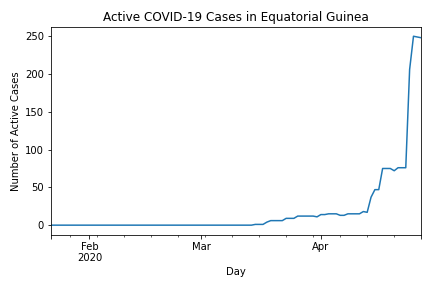 Active COVID-19 Cases in Equatorial Guinea
Number of Active Cases
250
200
150
100
50
0
Feb
2020
Mar
Apr
Day